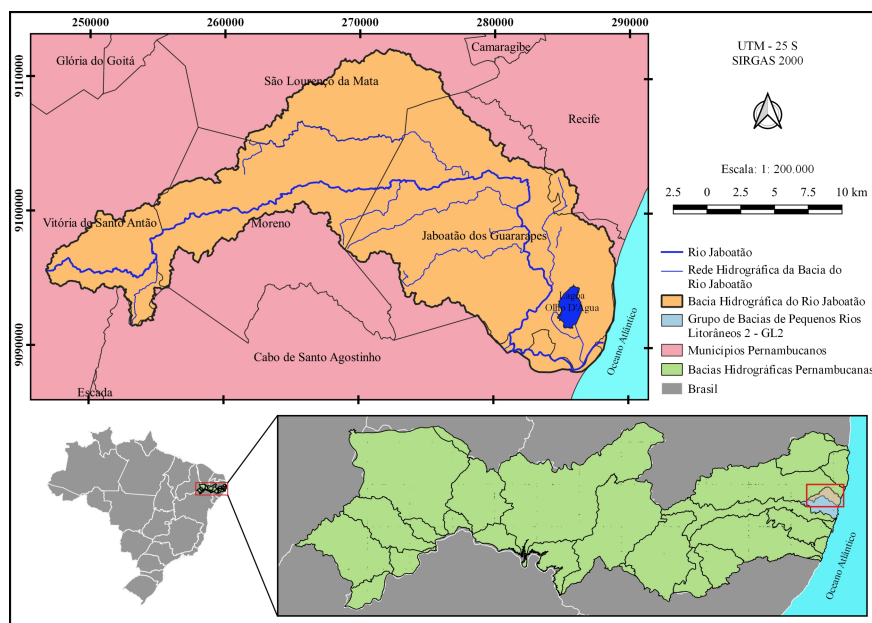 250000
260000
270000
280000
290000
9110000
9100000
9090000
Glória do Goitá
Camaragibe
São Lourenço da Mata
Recife
Vitória de Santo Antão
Moreno
Jaboatão dos Guararapes
Lagoa
Olho D'Agua
Cabo de Santo Agostinho
Escada
Oceano Atlântico
UTM - 25 S
SIRGAS 2000
Escala: 1: 200.000
2.5 0 2.5 5 7.5 10 km
Rio Jaboatão
Rede Hidrográfica da Bacia do
Rio Jaboatão
Bacia Hidrográfica do Rio Jaboatão
Grupo de Bacias de Pequenos Rios
Litorâneos 2 - GL2
Municípios Pernambucanos
Bacias Hidrográficas Pernambucanas
Brasil
Oceano Atlântico